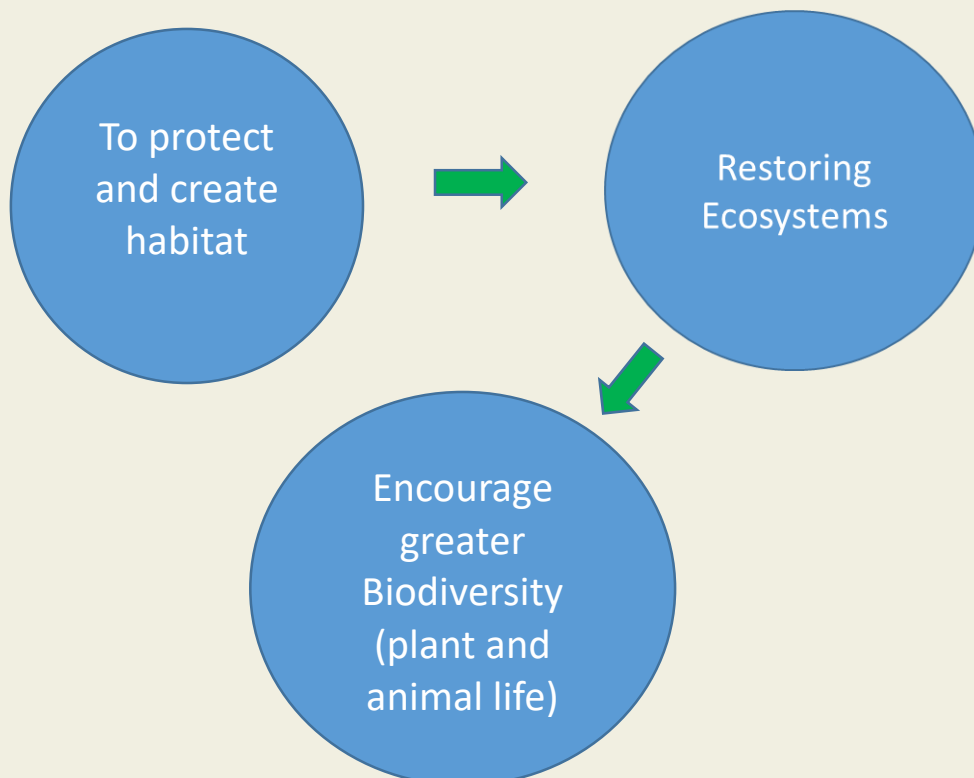 To protect
and create
habitat
Restoring
Ecosystems
Encourage
greater
Biodiversity
(plant and
animal life)